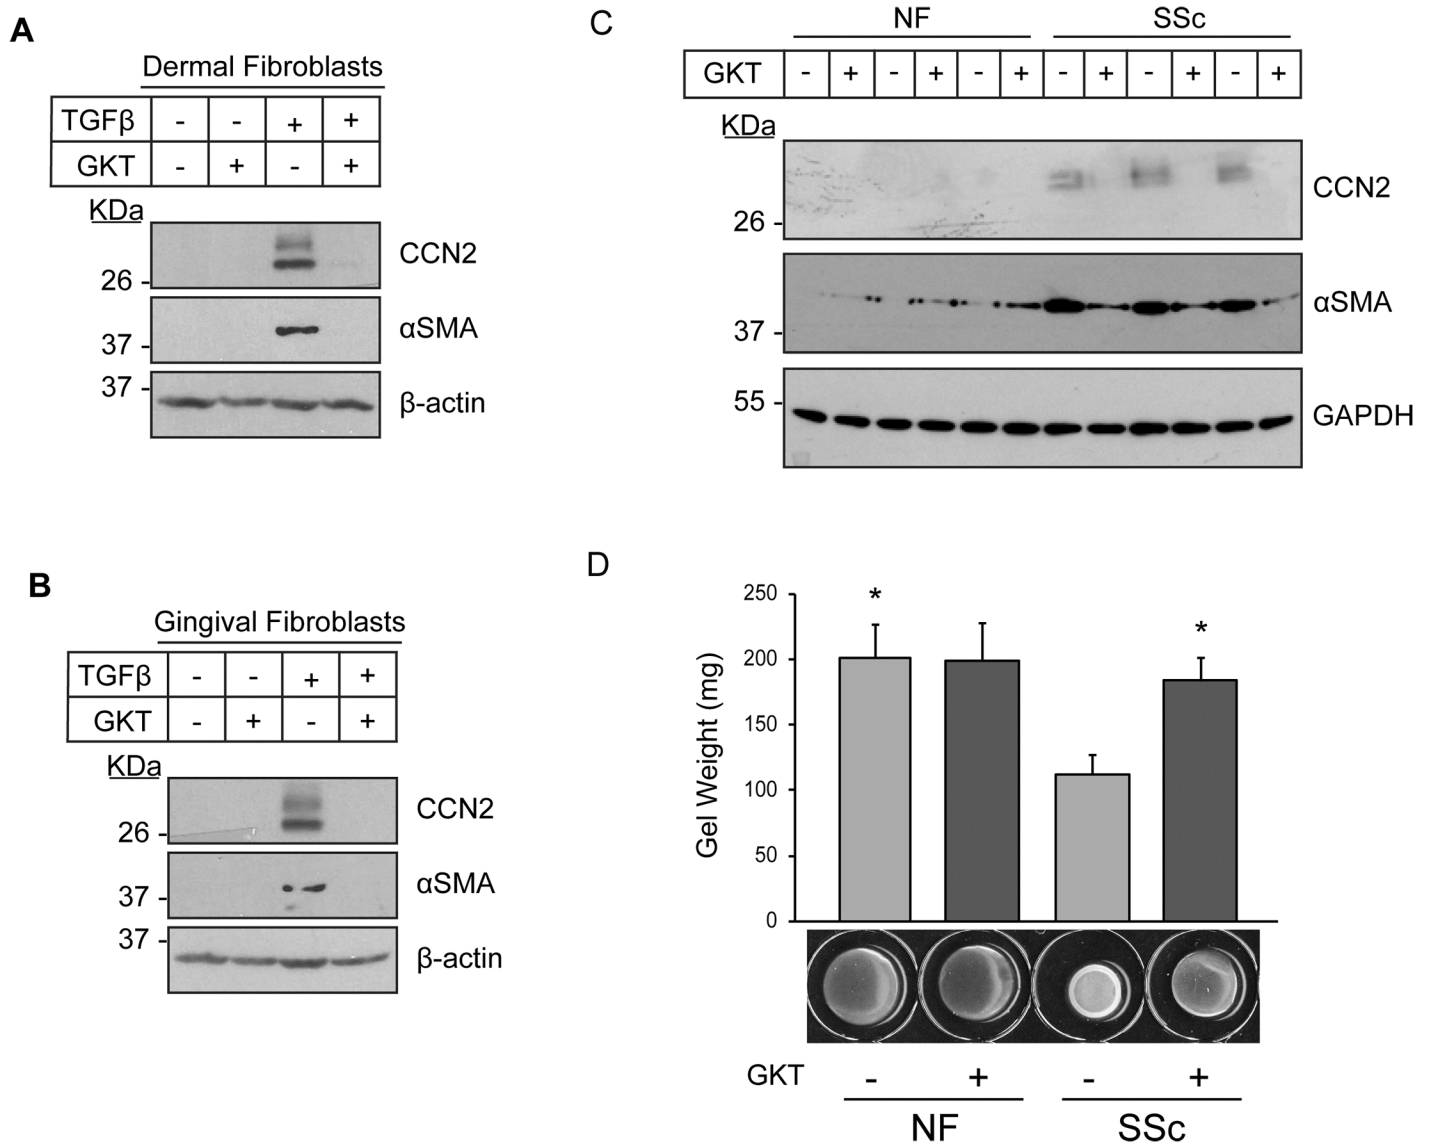 A
Dermal Fibroblasts
TGFβ - - + +
GKT - + - +
KDa
26 - CCN2
37 - αSMA
37 - β-actin
B
Gingival Fibroblasts
TGFβ - - + +
GKT - + - +
KDa
26 - CCN2
37 - αSMA
37 - β-actin
C
NF SSc
GKT - + - + - + - + - + - +
KDa
CCN2
26 -
αSMA
37 -
55 -
GAPDH
D
Gel Weight (mg)
250
200
150
100
50
0
* *
GKT - + - +
NF SSc